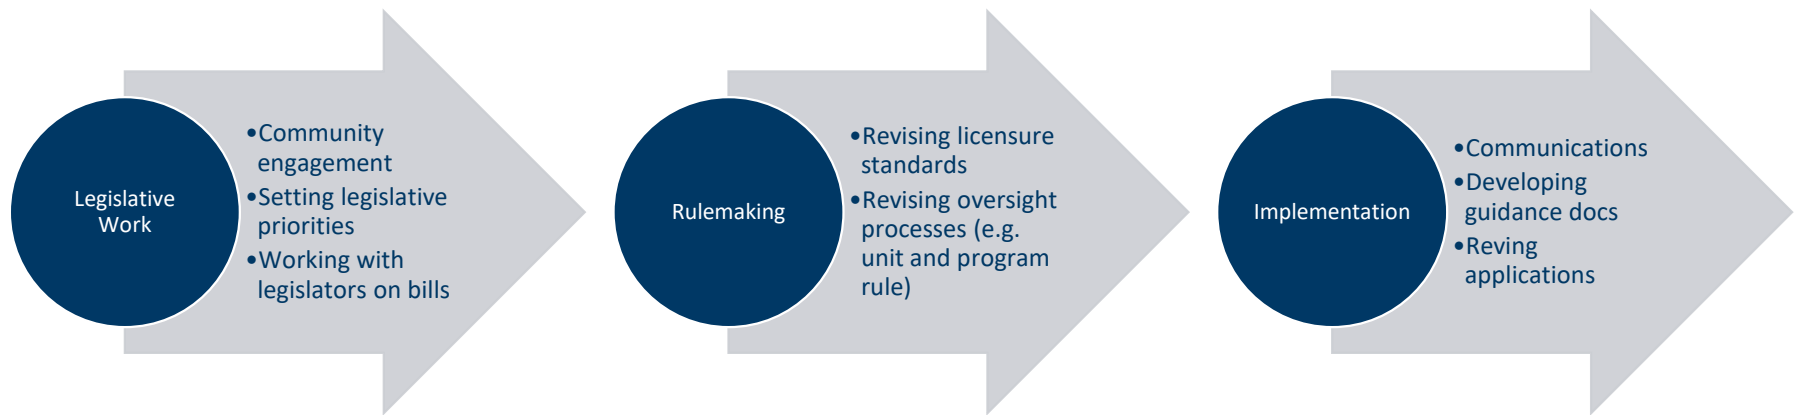 Legislative
Work
•Community
engagement
•Setting legislative
priorities
•Working with
legislators on bills
Rulemaking
•Revising licensure
standards
•Revising oversight
processes (e.g.
unit and program
rule)
Implementation
•Communications
•Developing
guidance docs
•Reving
applications